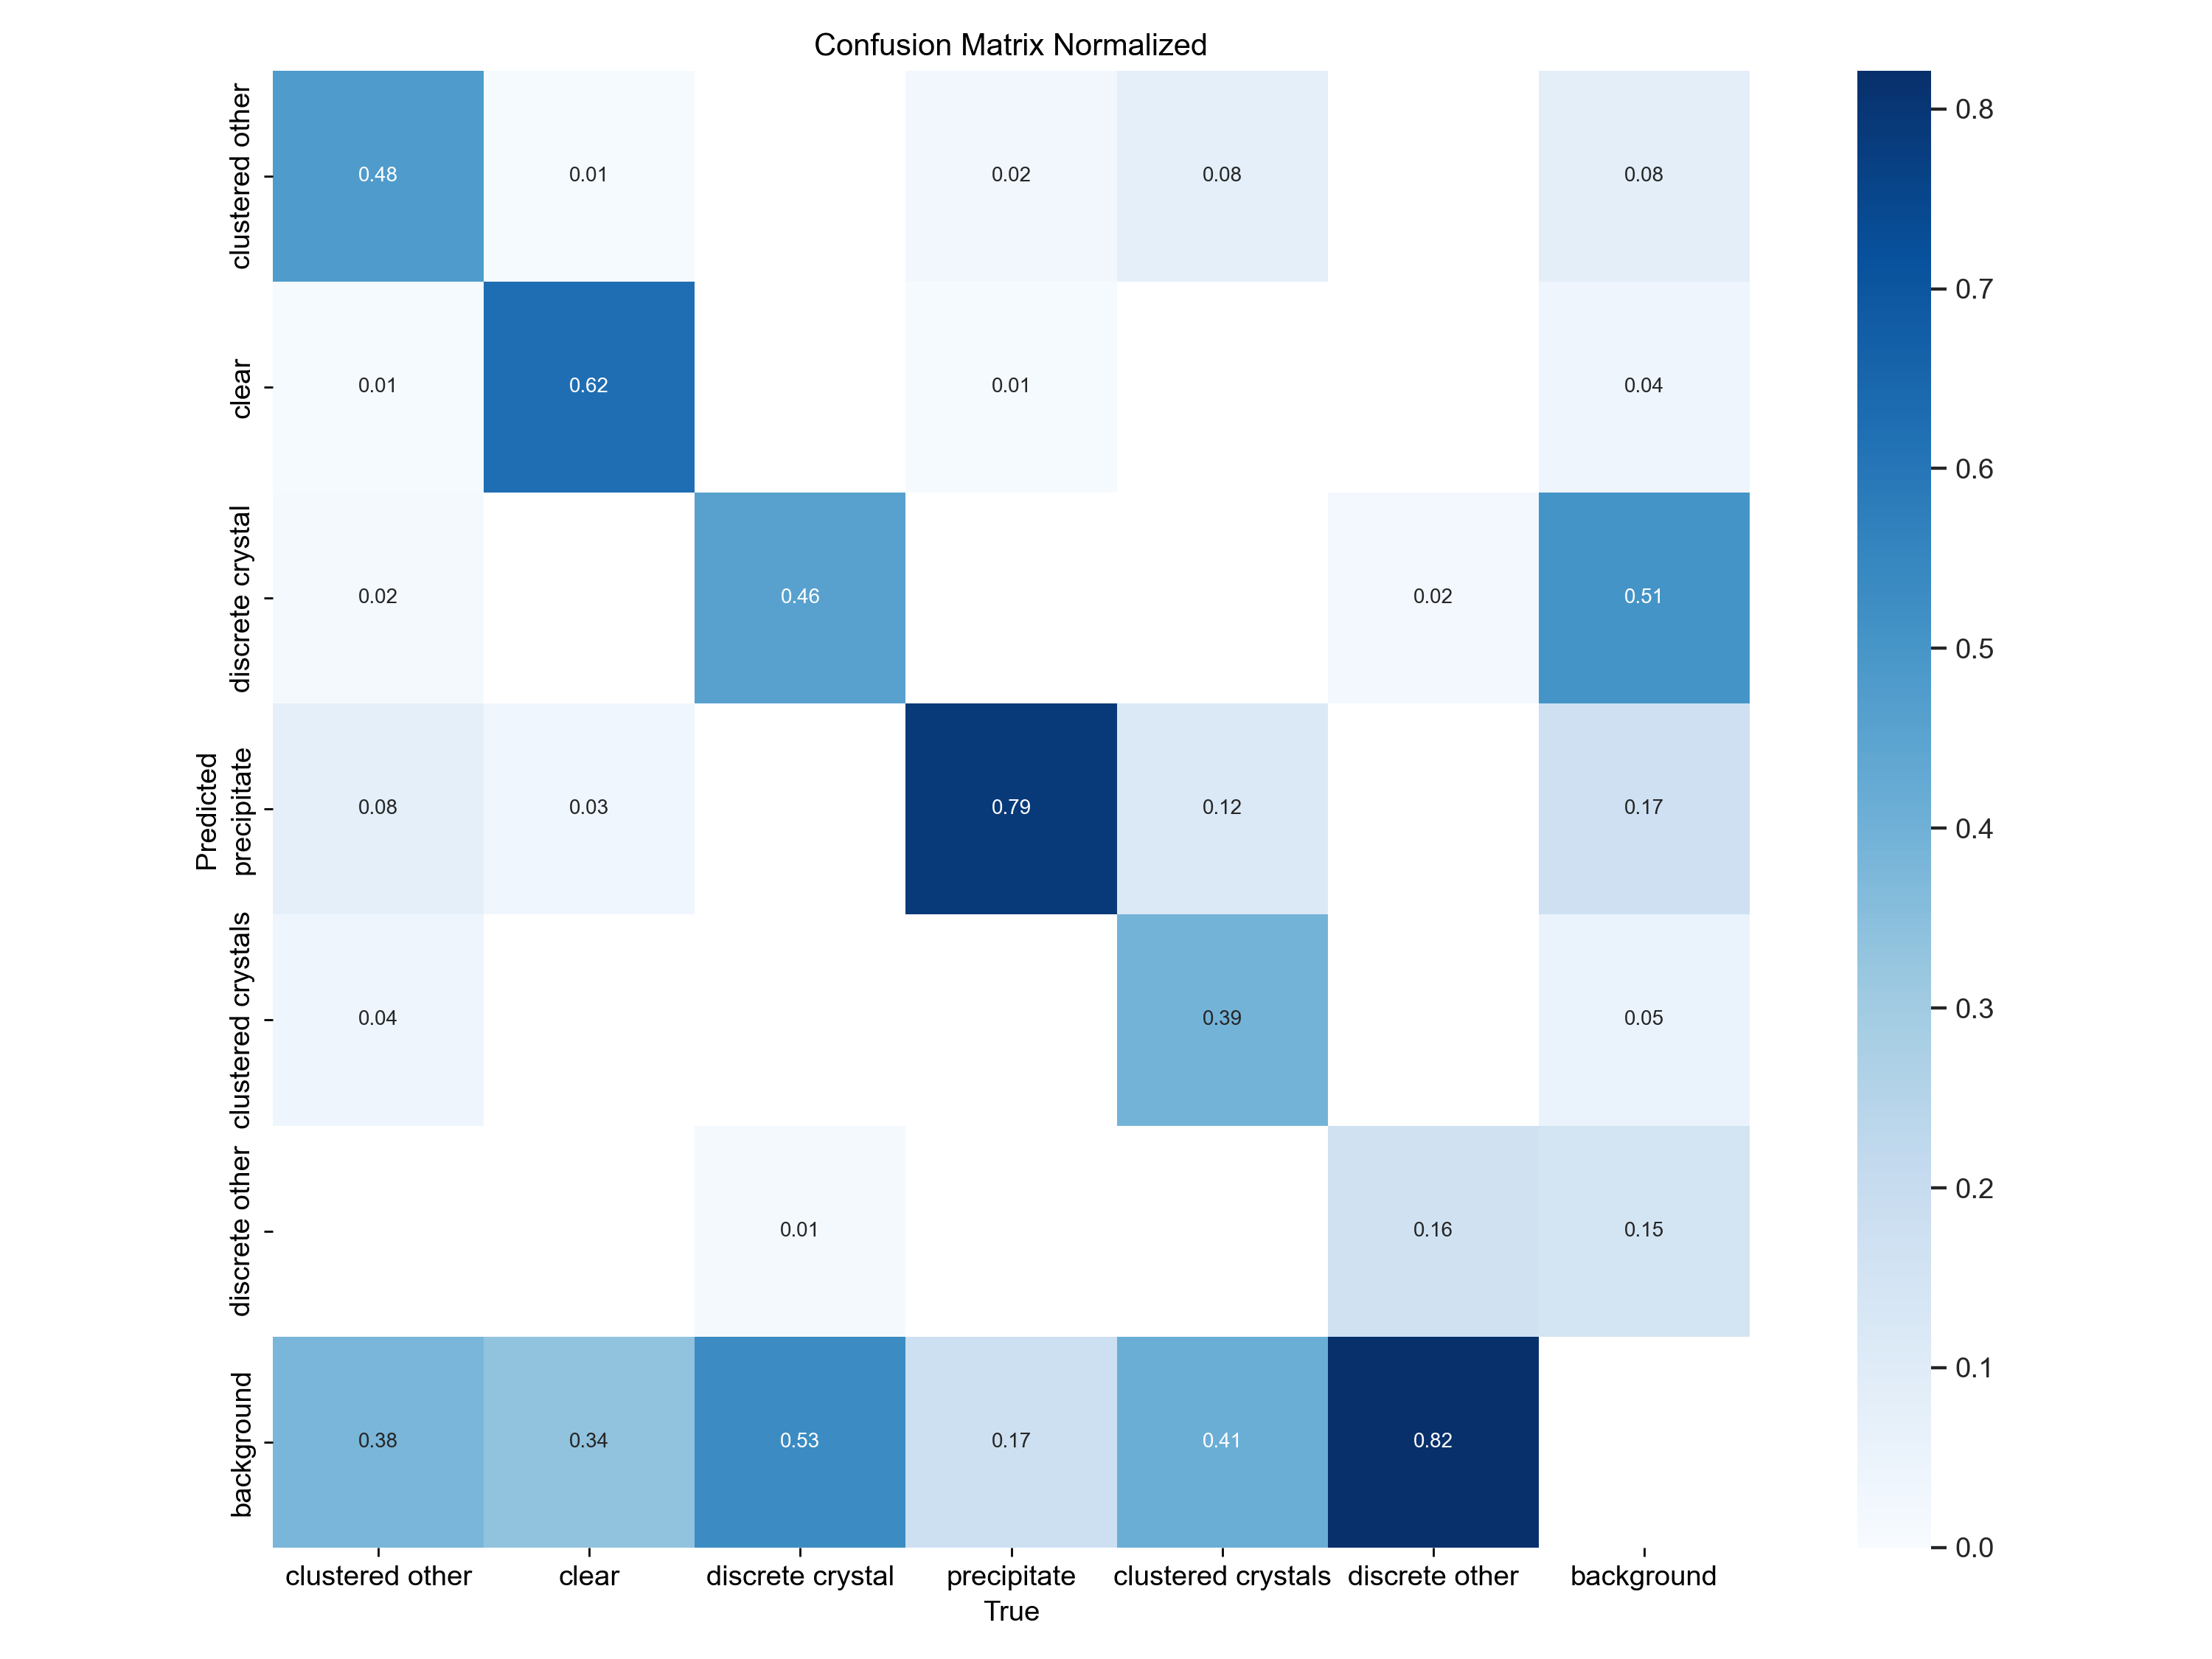 Confusion Matrix Normalized
clustered other
0.48
0.01
0.02
0.08
0.08
clear
0.01
0.62
0.01
0.04
discrete crystal
0.02
0.46
0.02
0.51
precipitate
0.08
0.03
0.79
0.12
0.17
clustered crystals
0.04
0.39
0.05
discrete other
0.01
0.16
0.15
background
0.38
0.34
0.53
0.17
0.41
0.82
Predicted
clustered other
clear
discrete crystal
precipitate
clustered crystals
discrete other
background
True
0.8
0.7
0.6
0.5
0.4
0.3
0.2
0.1
0.0